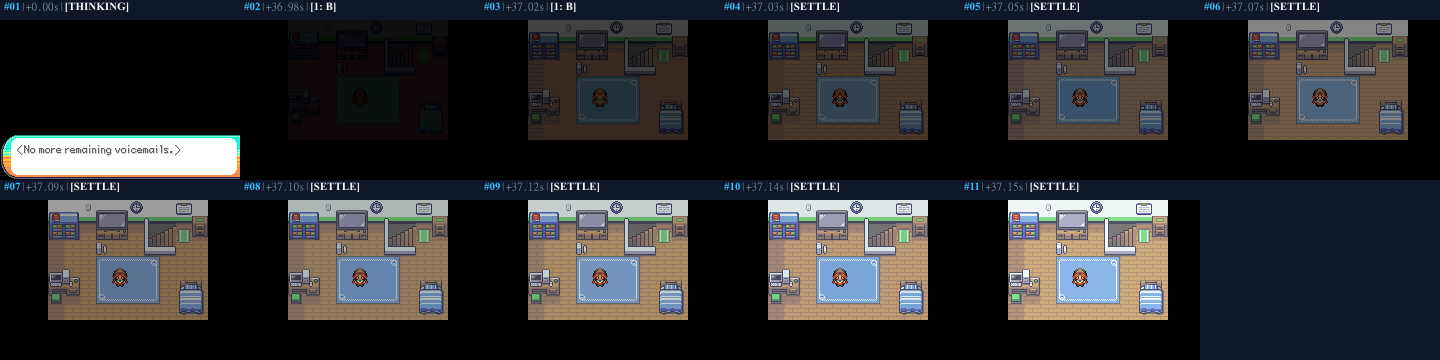 #01|+0.00s|[THINKING]
#02|+36.98s|[1: B]
#03|+37.02s|[1: B]
#04|+37.03s|[SETTLE]
#05|+37.05s|[SETTLE]
#06|+37.07s|[SETTLE]
<No more remaining voicemails.>
#07|+37.09s|[SETTLE]
#08|+37.10s|[SETTLE]
#09|+37.12s|[SETTLE]
#10|+37.14s|[SETTLE]
#11|+37.15s|[SETTLE]